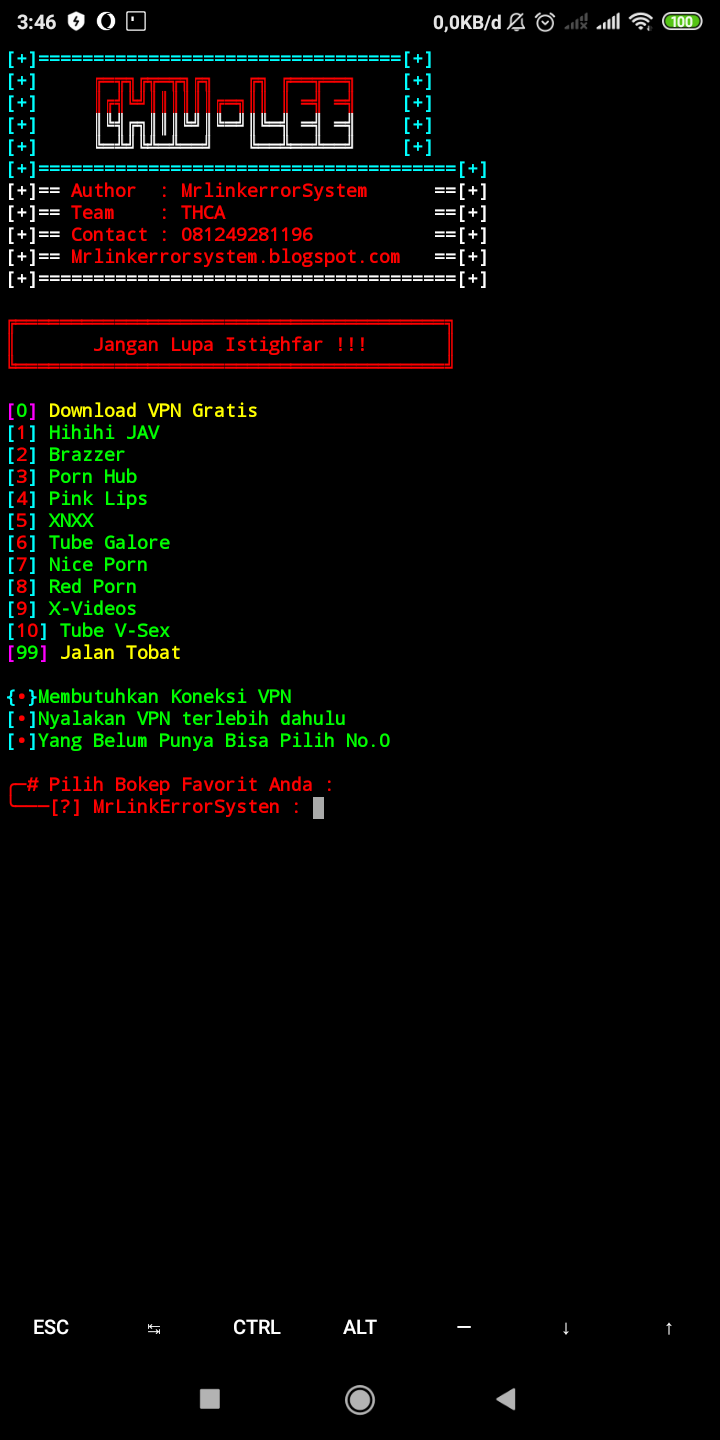 3:46 0,0KB/d 100
[+]=================================[+]
[+] [+]
[+] [+]
[+] [+]
[+] [+]
[+]======================================[+]
[+]== Author : MrlinkerrorSystem ==[+]
[+]== Team : THCA ==[+]
[+]== Contact : 081249281196 ==[+]
[+]== Mrlinkerrorsystem.blogspot.com ==[+]
[+]======================================[+]
Jangan Lupa Istighfar !!!
[0] Download VPN Gratis
[1] Hihihi JAV
[2] Brazzer
[3] Porn Hub
[4] Pink Lips
[5] XNXX
[6] Tube Galore
[7] Nice Porn
[8] Red Porn
[9] X-Videos
[10] Tube V-Sex
[99] Jalan Tobat
{•}Membutuhkan Koneksi VPN
[•]Nyalakan VPN terlebih dahulu
[•]Yang Belum Punya Bisa Pilih No.0
╭─# Pilih Bokep Favorit Anda :
╰───[?] MrLinkErrorSysten :
ESC ↹ CTRL ALT — ↓ ↑